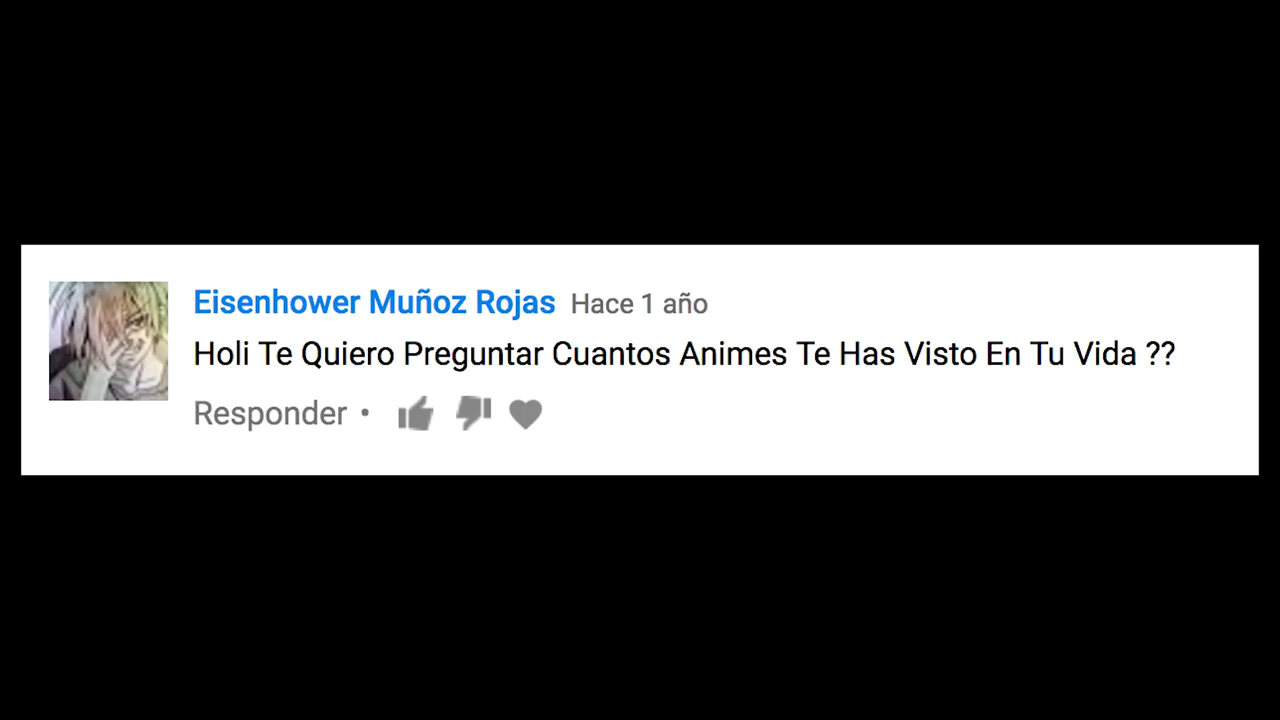 Eisenhower Muñoz Rojas Hace 1 año
Holi Te Quiero Preguntar Cuantos Animes Te Has Visto En Tu Vida ??
Responder •